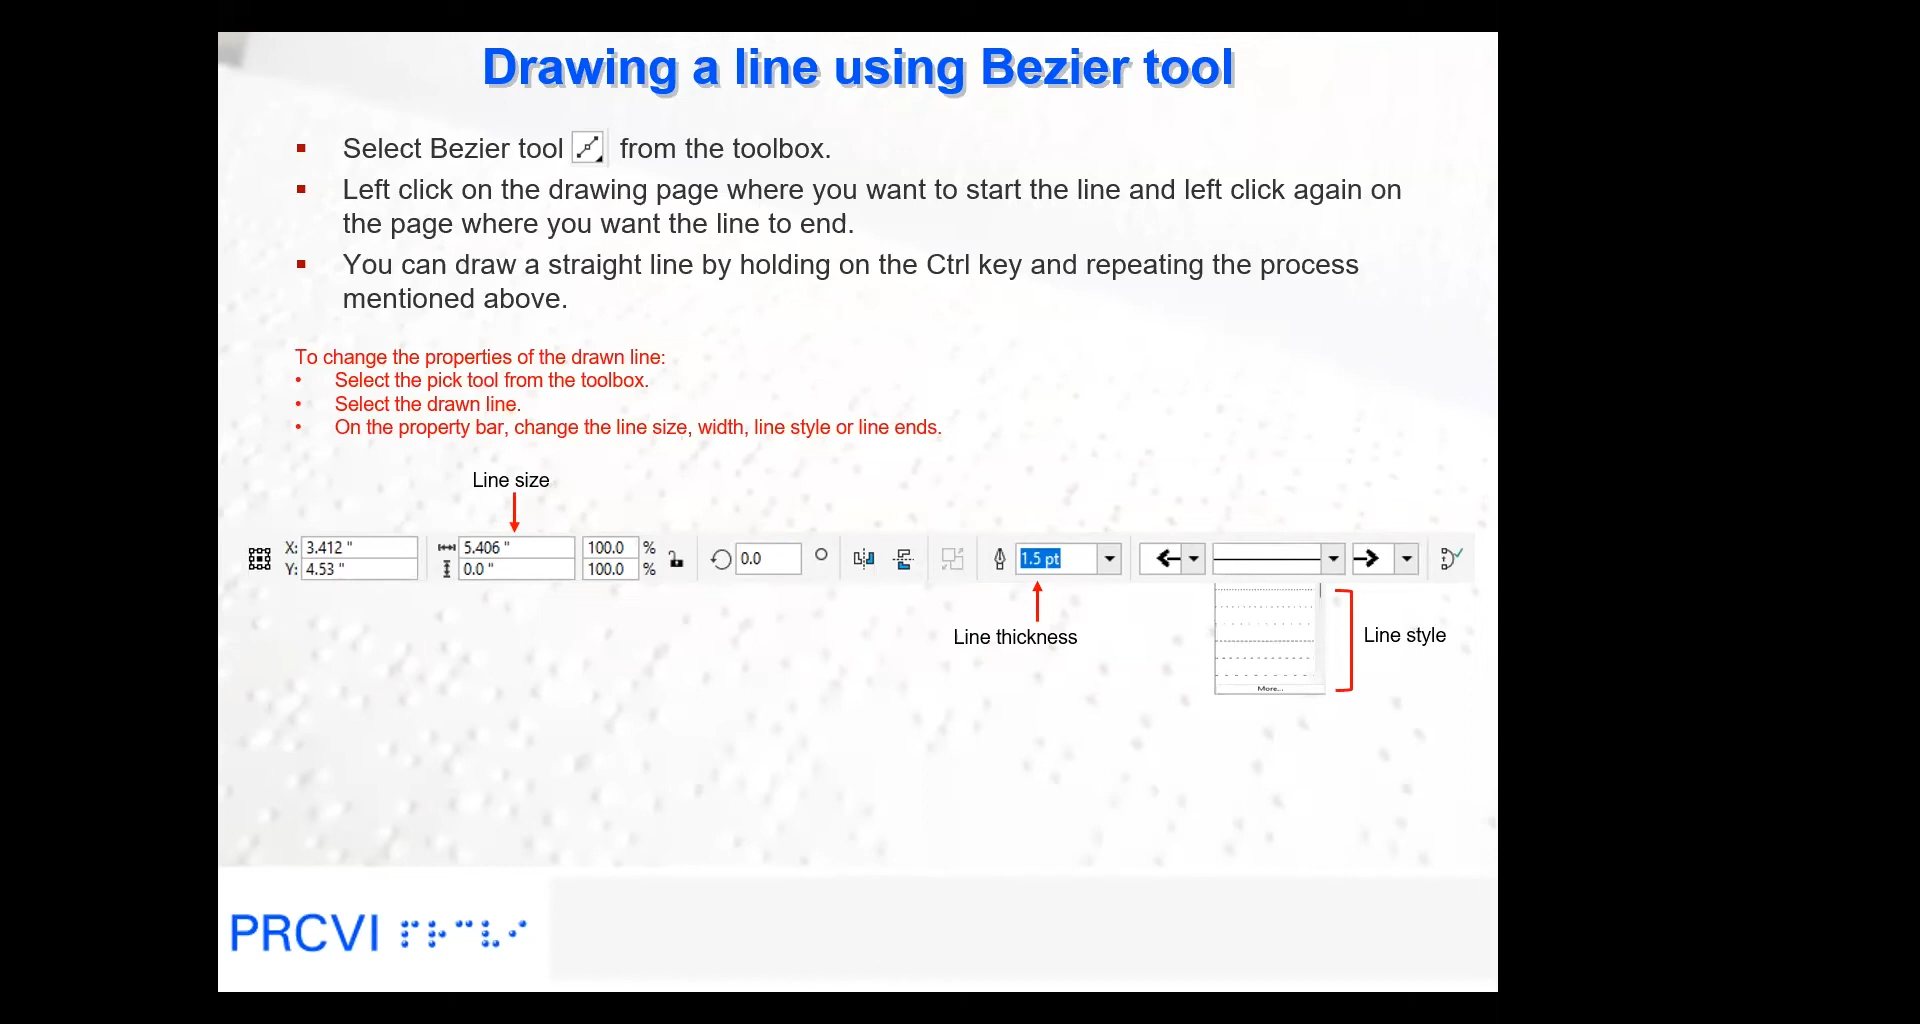 Drawing a line using Bezier tool
▪ Select Bezier tool from the toolbox.
▪ Left click on the drawing page where you want to start the line and left click again on
the page where you want the line to end.
▪ You can draw a straight line by holding on the Ctrl key and repeating the process
mentioned above.
To change the properties of the drawn line:
• Select the pick tool from the toolbox.
• Select the drawn line.
• On the property bar, change the line size, width, line style or line ends.
Line size
X: 3.412 " 5.406 " 100.0 %
Y: 4.53 " 0.0 " 100.0 %
0.0 °
1.5 pt
Line thickness
Line style
More...
PRCVI ⠏⠗⠉⠧⠊